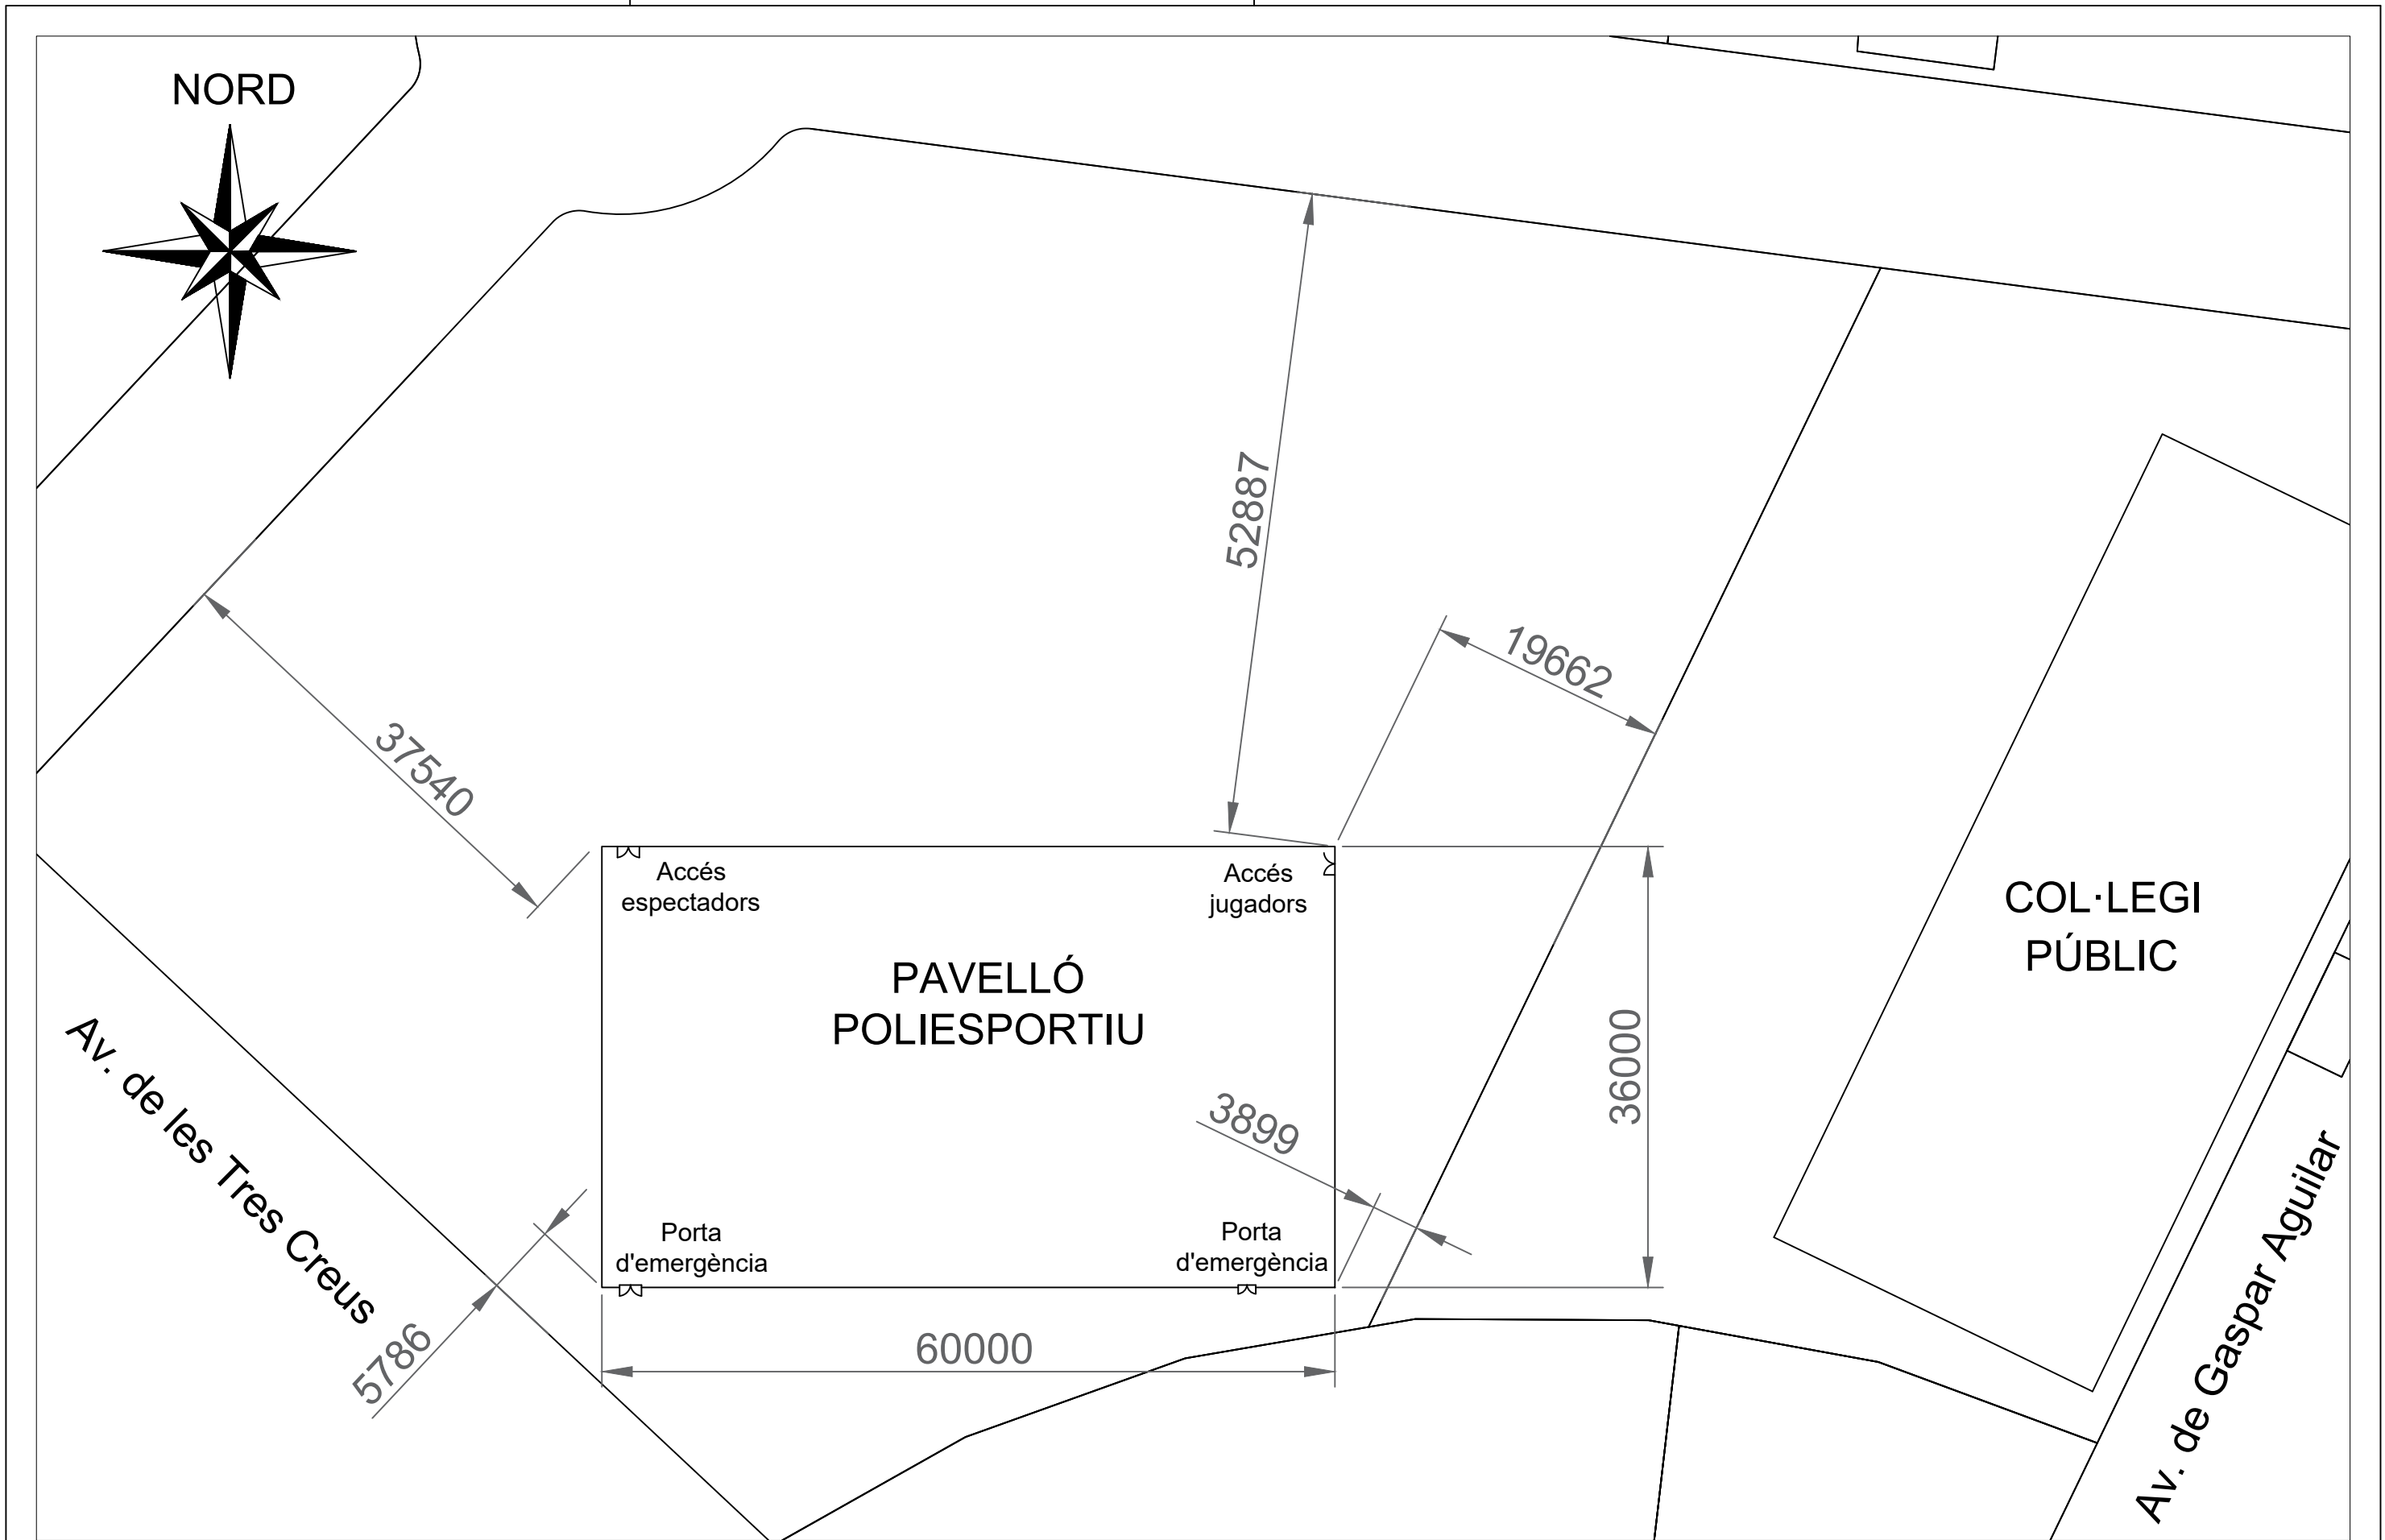 NORD
52887
19662
37540
Accés
espectadors
Accés
jugadors
PAVELLÓ
POLIESPORTIU
COL·LEGI
PÚBLIC
36000
3899
Av. de les Tres Creus
Porta
d'emergència
Porta
d'emergència
5786
60000
Av. de Gaspar Aguilar